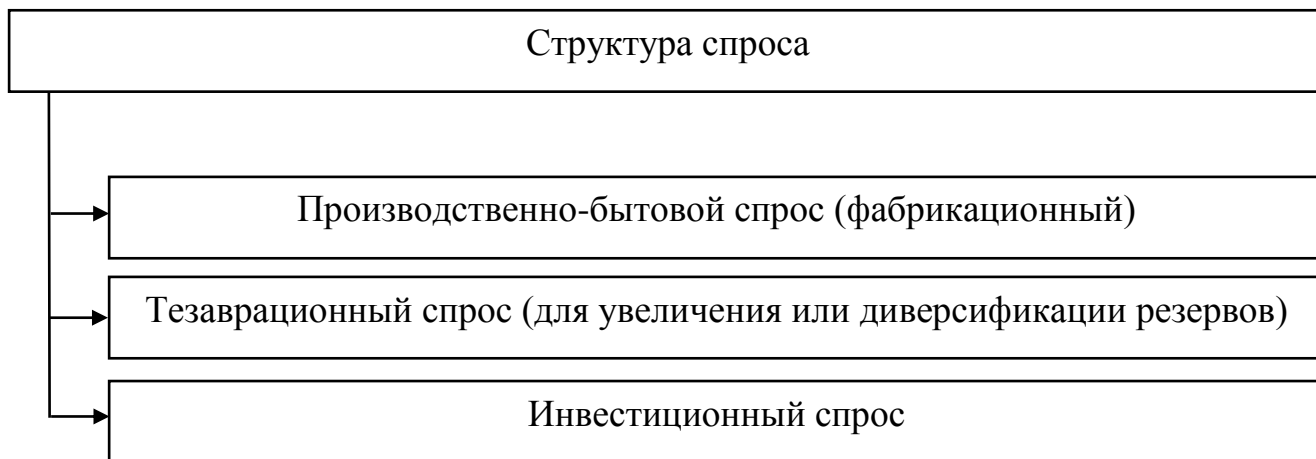 Структура спроса
Производственно-бытовой спрос (фабрикационный)
Тезаврационный спрос (для увеличения или диверсификации резервов)
Инвестиционный спрос